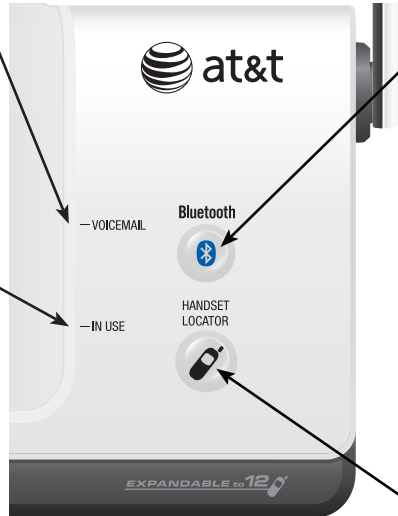 at&t
Bluetooth
VOICEMAIL
HANDSET
LOCATOR
IN USE
EXPANDABLE to 12